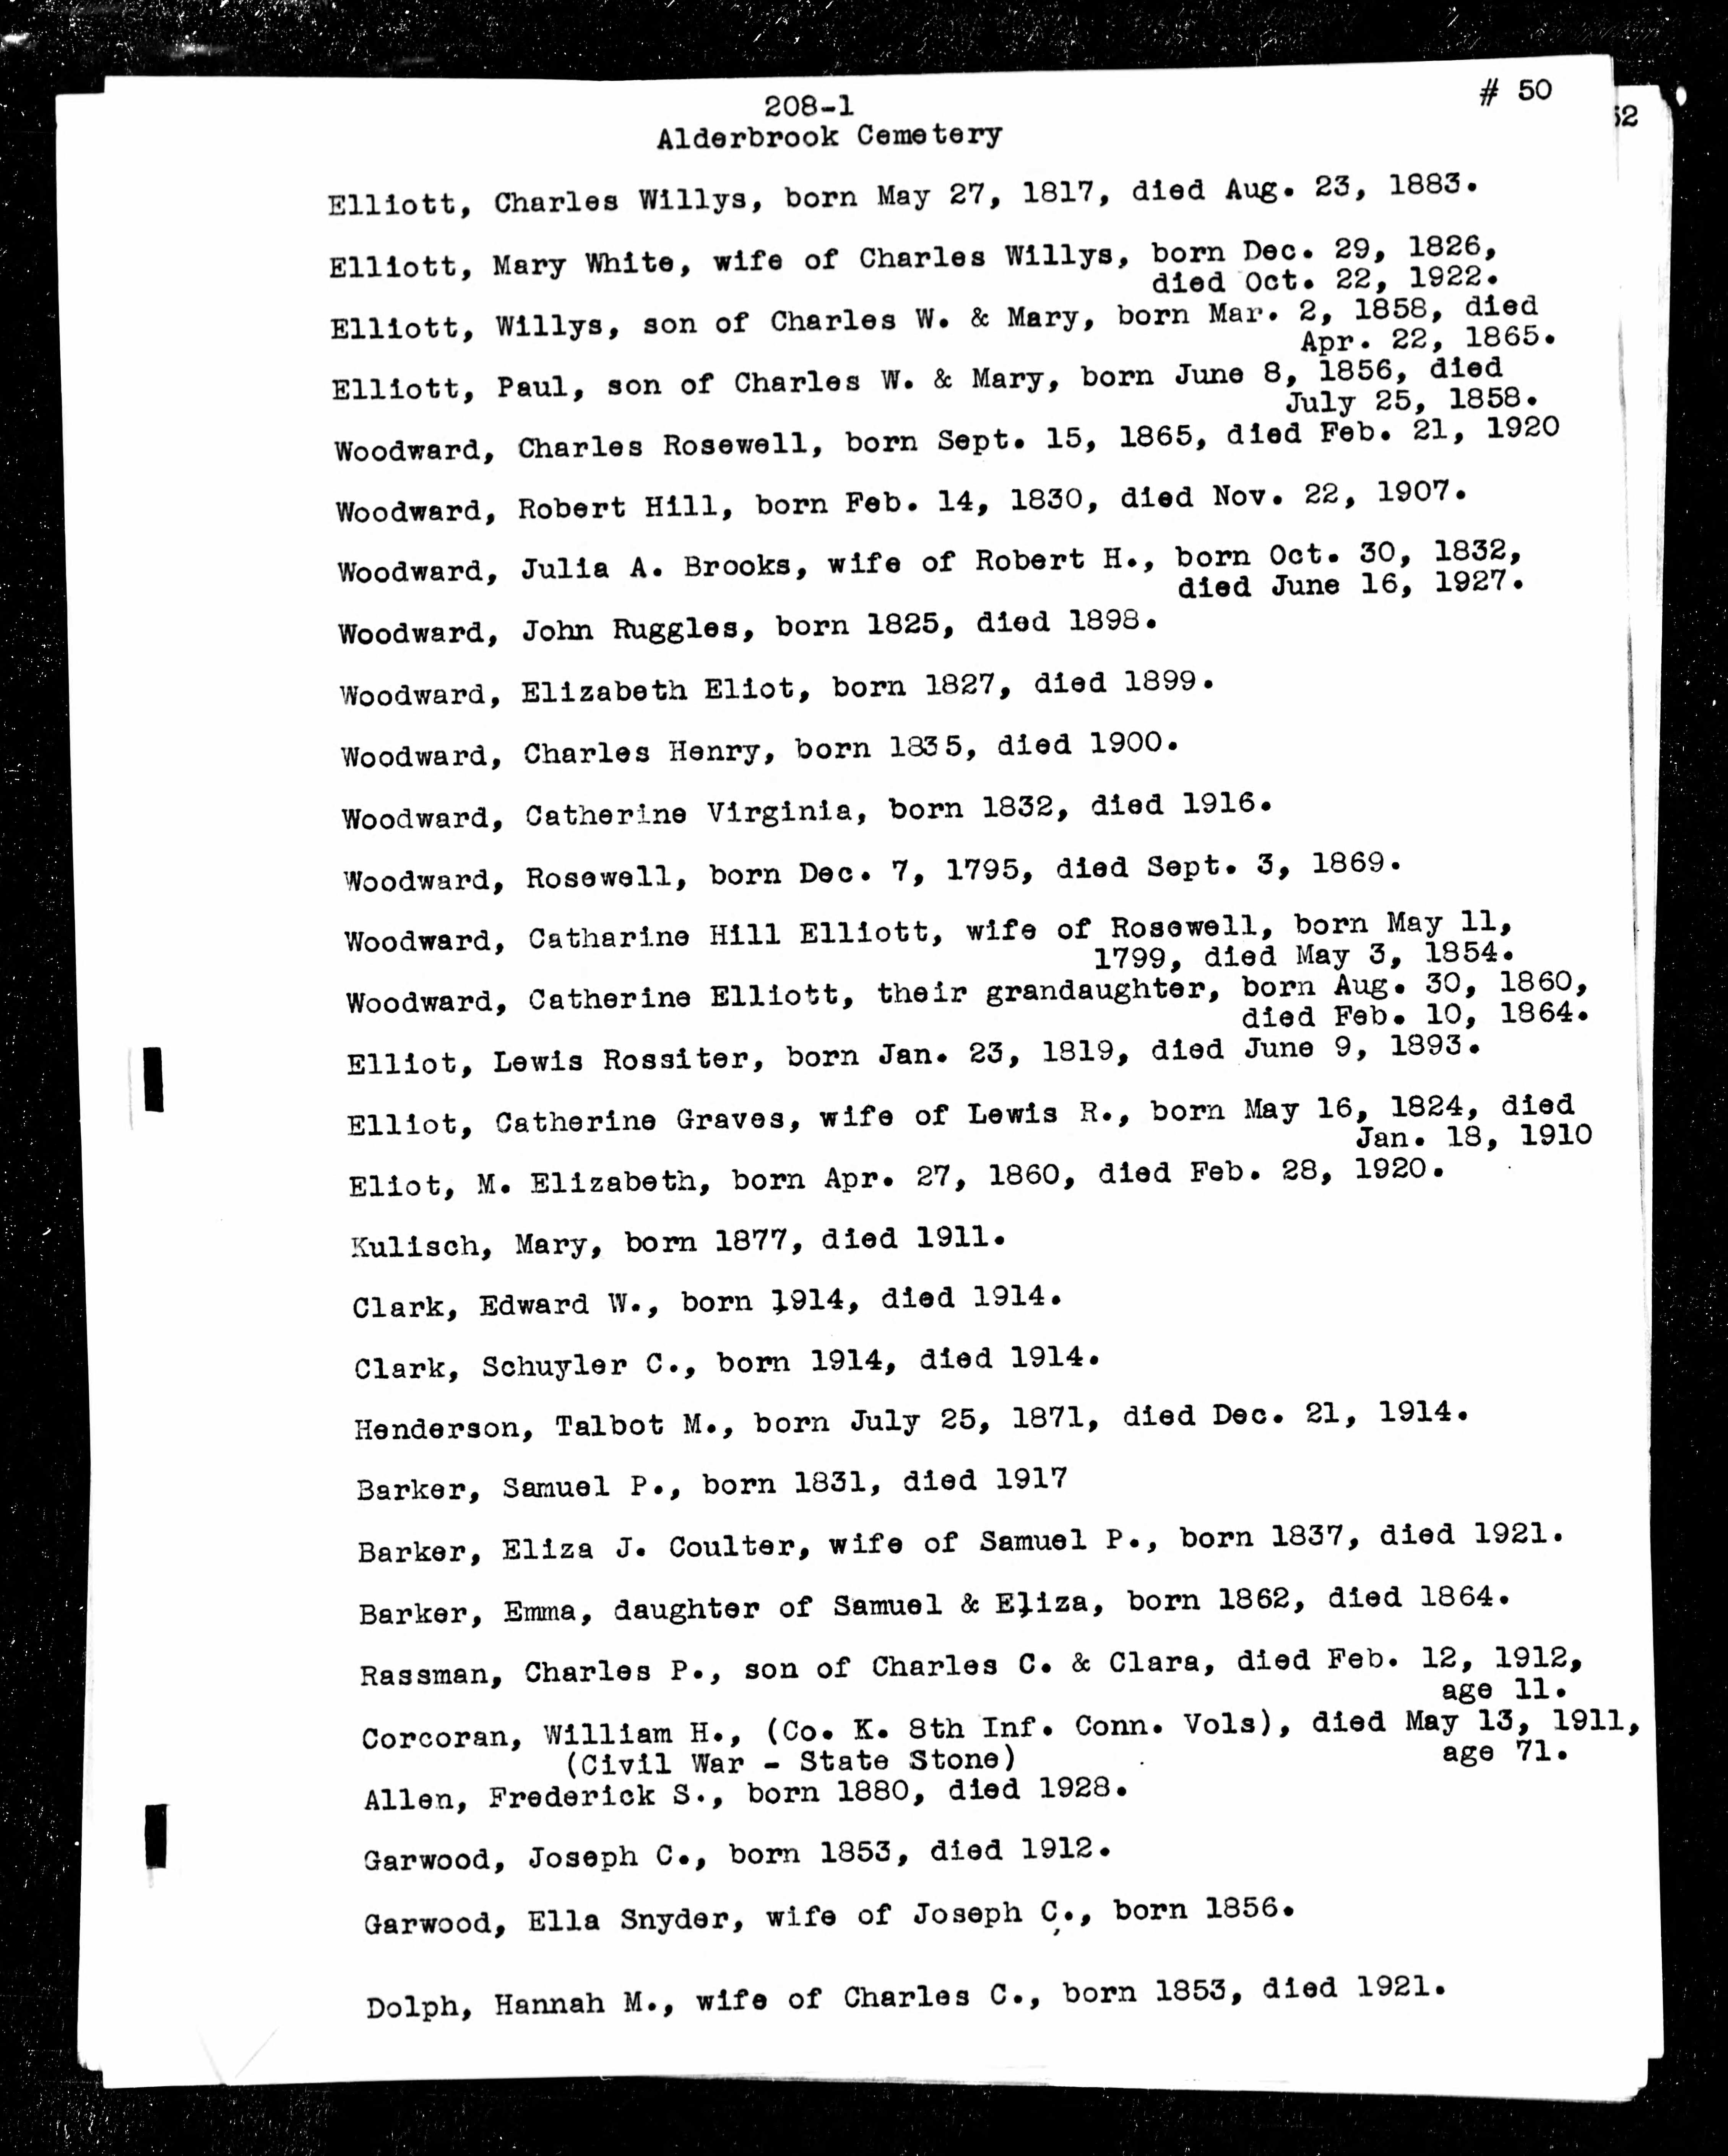 208-1
# 50
52
Alderbrook Cemetery
Elliott, Charles Willys, born May 27, 1817, died Aug. 23, 1883.
Elliott, Mary White, wife of Charles Willys, born Dec. 29, 1826,
died Oct. 22, 1922.
Elliott, Willys, son of Charles W. & Mary, born Mar. 2, 1858, died
Apr. 22, 1865.
Elliott, Paul, son of Charles W. & Mary, born June 8, 1856, died
July 25, 1858.
Woodward, Charles Rosewell, born Sept. 15, 1865, died Feb. 21, 1920
Woodward, Robert Hill, born Feb. 14, 1830, died Nov. 22, 1907.
Woodward, Julia A. Brooks, wife of Robert H., born Oct. 30, 1832,
died June 16, 1927.
Woodward, John Ruggles, born 1825, died 1898.
Woodward, Elizabeth Eliot, born 1827, died 1899.
Woodward, Charles Henry, born 1835, died 1900.
Woodward, Catherine Virginia, born 1832, died 1916.
Woodward, Rosewell, born Dec. 7, 1795, died Sept. 3, 1869.
Woodward, Catharine Hill Elliott, wife of Rosewell, born May 11,
1799, died May 3, 1854.
Woodward, Catherine Elliott, their grandaughter, born Aug. 30, 1860,
died Feb. 10, 1864.
Elliot, Lewis Rossiter, born Jan. 23, 1819, died June 9, 1893.
Elliot, Catherine Graves, wife of Lewis R., born May 16, 1824, died
Jan. 18, 1910
Eliot, M. Elizabeth, born Apr. 27, 1860, died Feb. 28, 1920.
Kulisch, Mary, born 1877, died 1911.
Clark, Edward W., born 1914, died 1914.
Clark, Schuyler C., born 1914, died 1914.
Henderson, Talbot M., born July 25, 1871, died Dec. 21, 1914.
Barker, Samuel P., born 1831, died 1917
Barker, Eliza J. Coulter, wife of Samuel P., born 1837, died 1921.
Barker, Emma, daughter of Samuel & Eliza, born 1862, died 1864.
Rassman, Charles P., son of Charles C. & Clara, died Feb. 12, 1912,
age 11.
Corcoran, William H., (Co. K. 8th Inf. Conn. Vols), died May 13, 1911,
(Civil War - State Stone) age 71.
Allen, Frederick S., born 1880, died 1928.
Garwood, Joseph C., born 1853, died 1912.
Garwood, Ella Snyder, wife of Joseph C., born 1856.
Dolph, Hannah M., wife of Charles C., born 1853, died 1921.